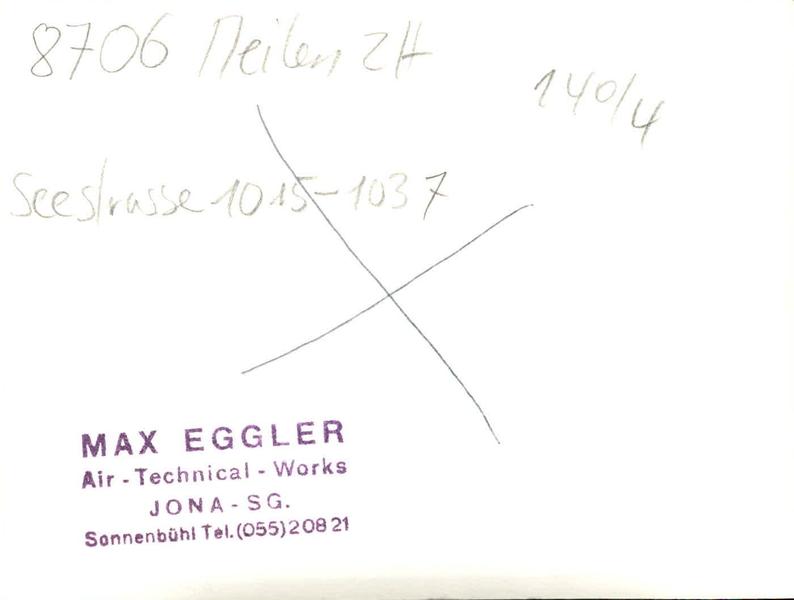 8706 Meilen ZH
140/4
Seestrasse 1015-1037
MAX EGGLER
Air-Technical-Works
JONA-SG.
Sonnenbühl Tel.(055)20821